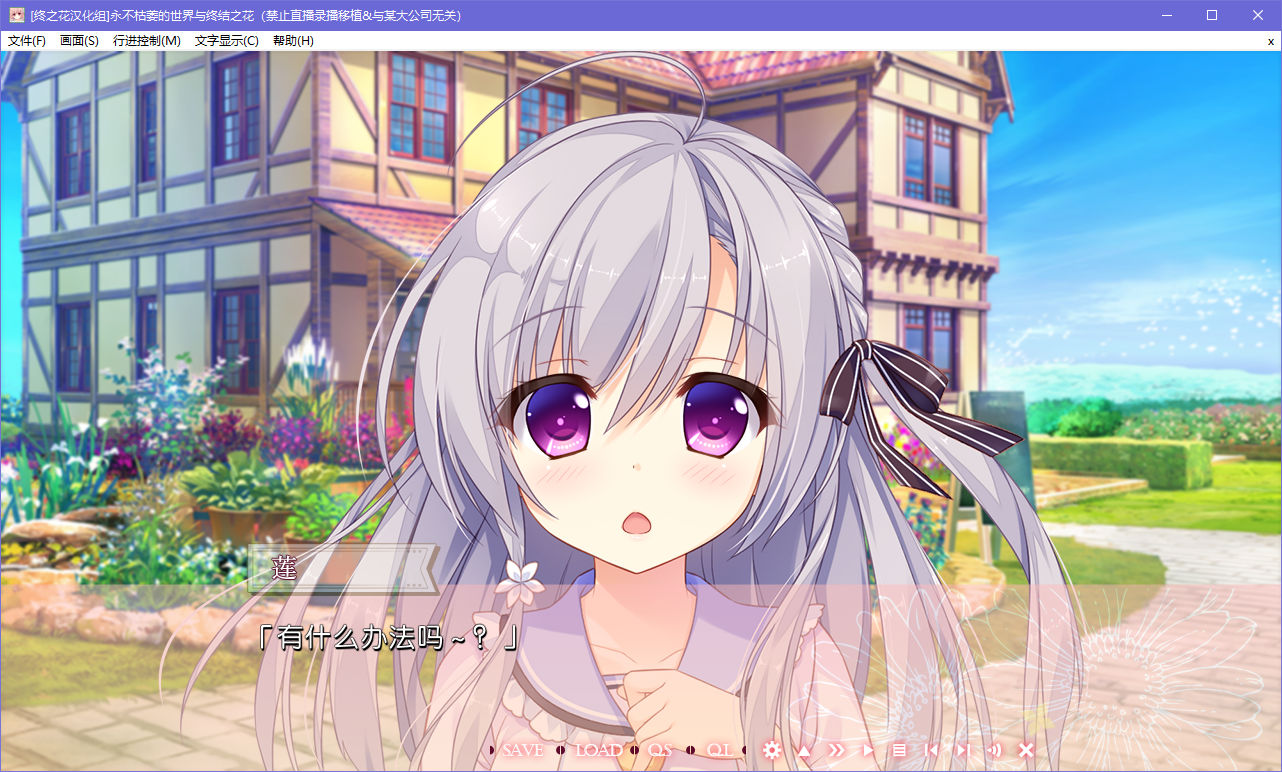 [终之花汉化组]永不枯萎的世界与终结之花（禁止直播录播移植&与某大公司无关）
文件(F) 画面(S) 行进控制(M) 文字显示(C) 帮助(H) x
莲
「有什么办法吗～？」
SAVE LOAD Q.S Q.L